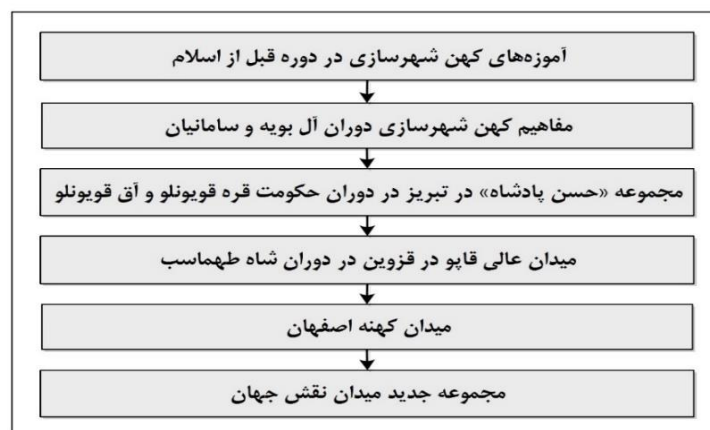 آموزه‌های کهن شهرسازی در دوره قبل از اسلام
مفاهیم کهن شهرسازی دوران آل بویه و سامانیان
مجموعه «حسن پادشاه» در تبریز در دوران حکومت قره قویونلو و آق قویونلو
میدان عالی قاپو در قزوین در دوران شاه طهماسب
میدان کهنه اصفهان
مجموعه جدید میدان نقش جهان